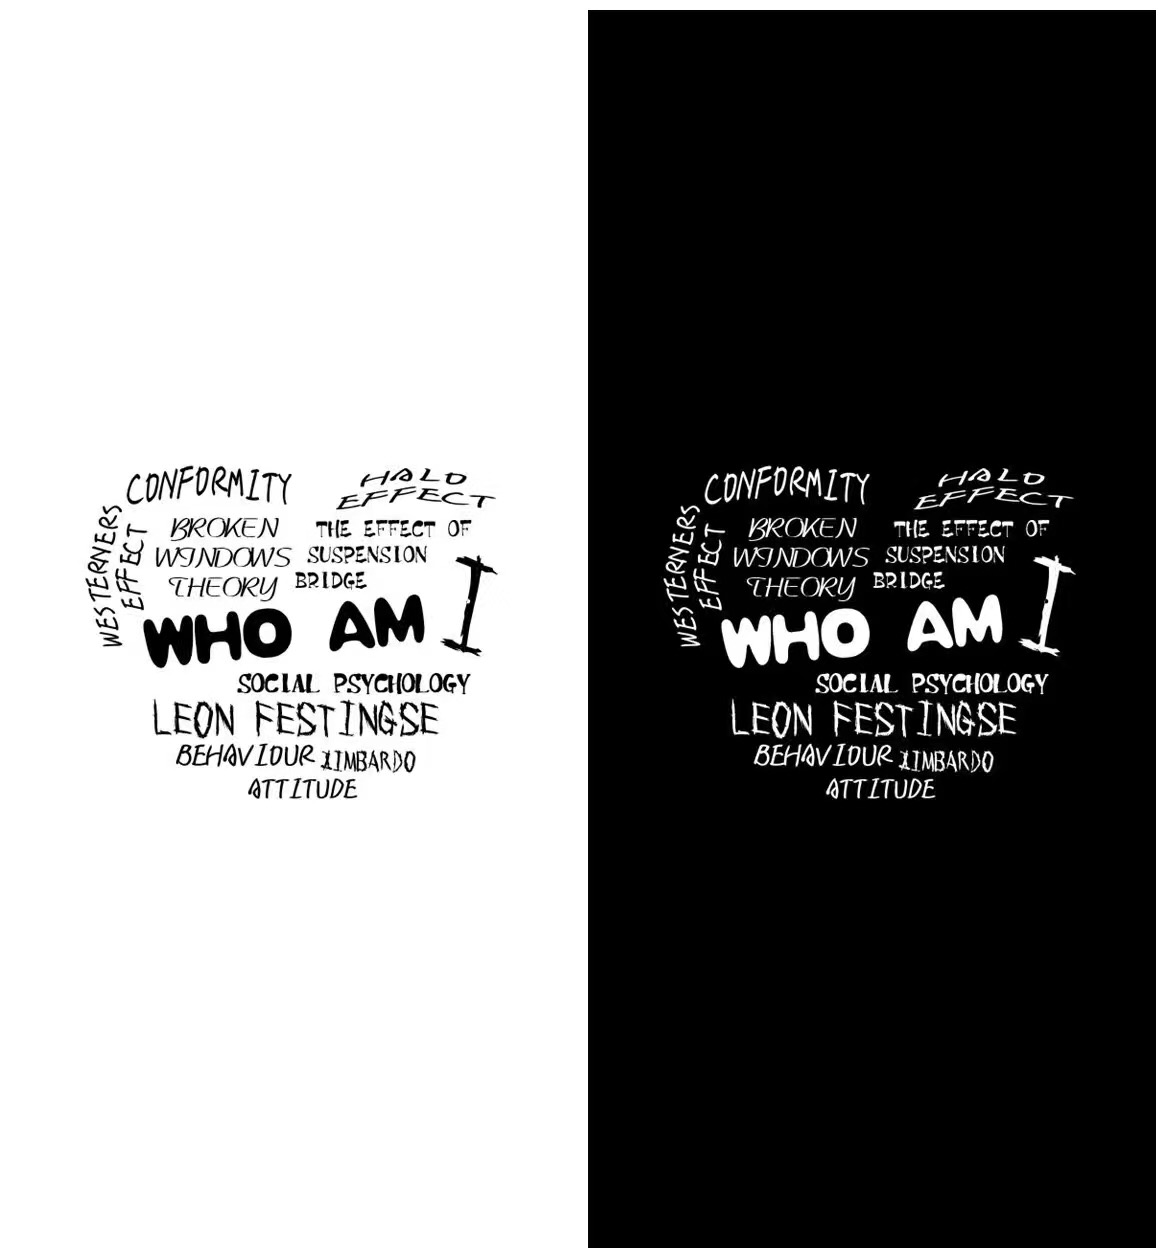 CONFORMITY
HALO
EFFECT
WESTERNERS
EFFECT
BROKEN
WINDOWS
THEORY
THE EFFECT OF
SUSPENSION
BRIDGE
WHO AM I
SOCIAL PSYCHOLOGY
LEON FESTINGSE
BEHAVIOUR
XIMBARDO
ATTITUDE
CONFORMITY
HALO
EFFECT
WESTERNERS
EFFECT
BROKEN
WINDOWS
THEORY
THE EFFECT OF
SUSPENSION
BRIDGE
WHO AM I
SOCIAL PSYCHOLOGY
LEON FESTINGSE
BEHAVIOUR
XIMBARDO
ATTITUDE